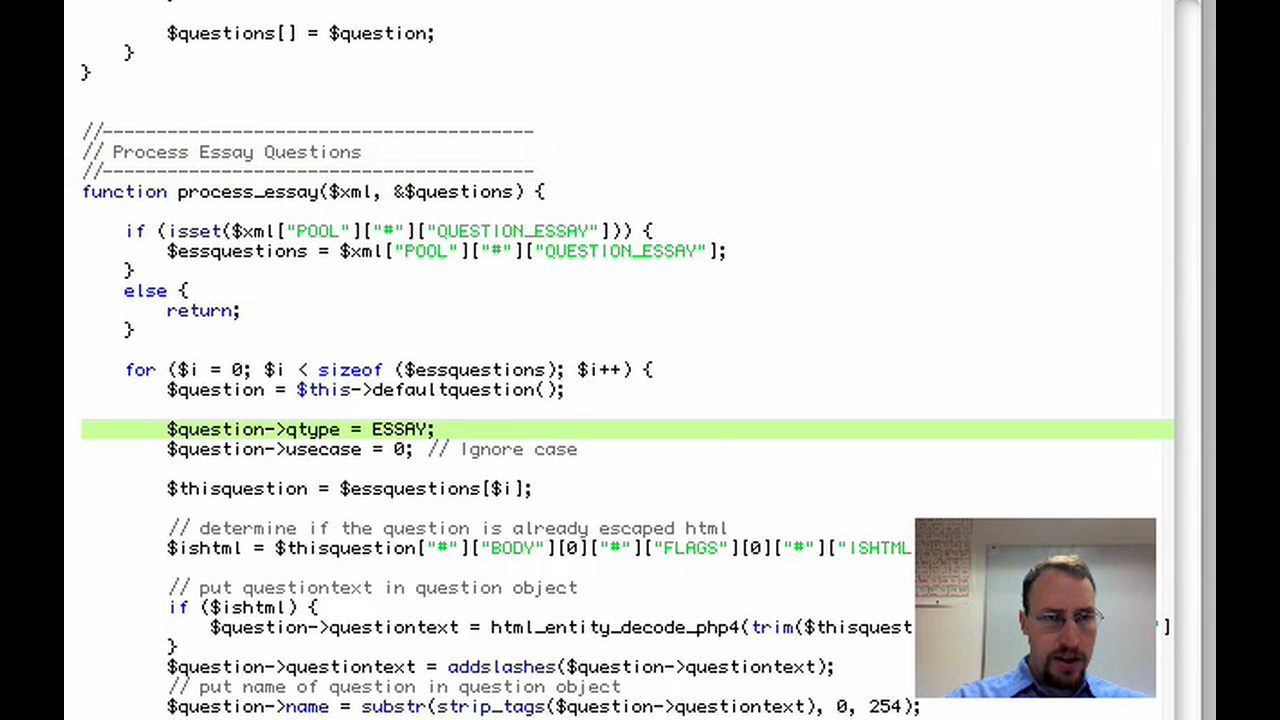 $questions[] = $question;
}
}
//----------------------------------------
// Process Essay Questions
//----------------------------------------
function process_essay($xml, &$questions) {
if (isset($xml["POOL"]["#"]["QUESTION_ESSAY"])) {
$essquestions = $xml["POOL"]["#"]["QUESTION_ESSAY"];
}
else {
return;
}
for ($i = 0; $i < sizeof ($essquestions); $i++) {
$question = $this->defaultquestion();
$question->qtype = ESSAY;
$question->usecase = 0; // Ignore case
$thisquestion = $essquestions[$i];
// determine if the question is already escaped html
$ishtml = $thisquestion["#"]["BODY"][0]["#"]["FLAGS"][0]["#"]["ISHTML
// put questiontext in question object
if ($ishtml) {
$question->questiontext = html_entity_decode_php4(trim($thisquest "]
}
$question->questiontext = addslashes($question->questiontext);
// put name of question in question object
$question->name = substr(strip_tags($question->questiontext), 0, 254);